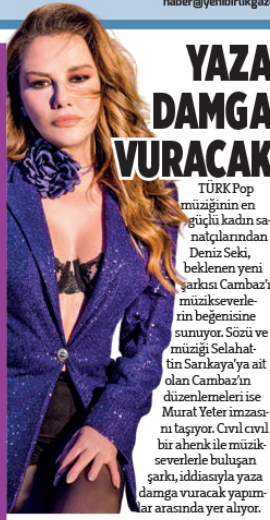 haber@yenibirlikgaze
YAZA
DAMGA
VURACAK
TÜRK Pop
müziğinin en
güçlü kadın sa-
natçılarından
Deniz Seki,
beklenen yeni
şarkısı Cambaz'ı
müzikseverle-
rin beğenisine
sunuyor. Sözü ve
müziği Selahat-
tin Sarıkaya'ya ait
olan Cambaz'ın
düzenlemeleri ise
Murat Yeter imzası-
nı taşıyor. Cıvıl cıvıl
bir ahenk ile müzik-
severlerle buluşan
şarkı, iddiasıyla yaza
damga vuracak yapım-
lar arasında yer alıyor.